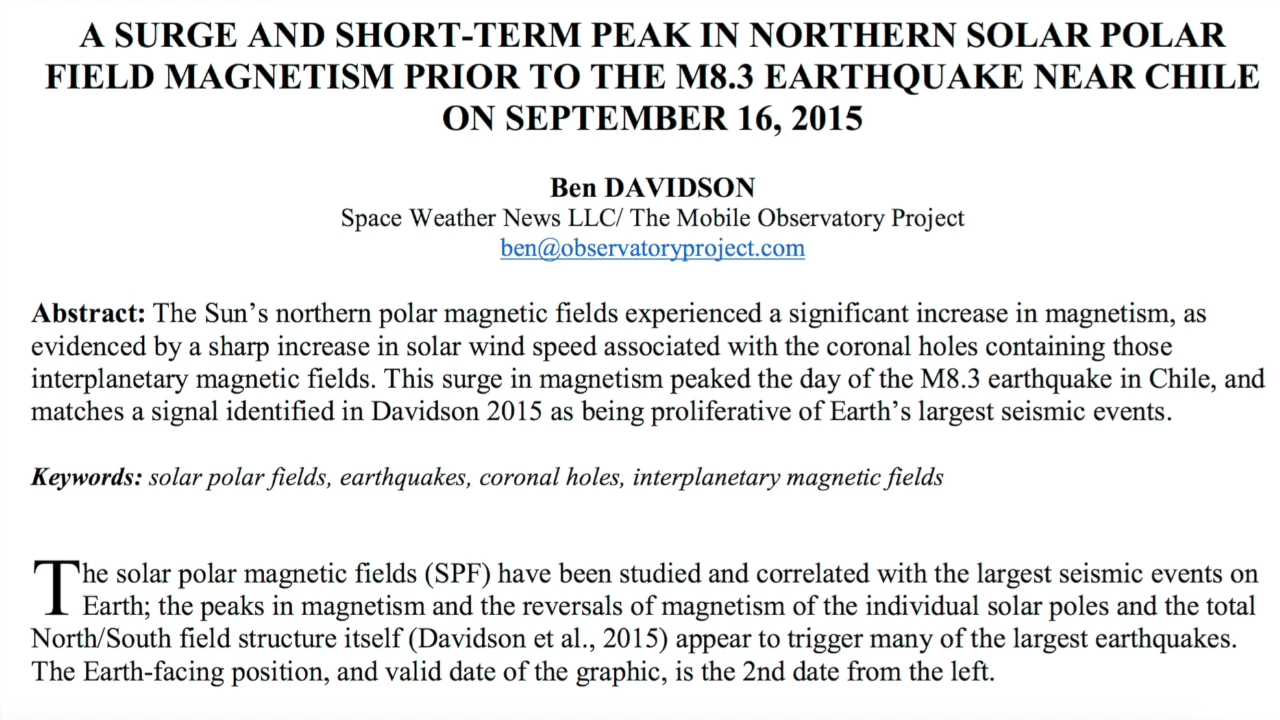 A SURGE AND SHORT-TERM PEAK IN NORTHERN SOLAR POLAR
FIELD MAGNETISM PRIOR TO THE M8.3 EARTHQUAKE NEAR CHILE
ON SEPTEMBER 16, 2015
Ben DAVIDSON
Space Weather News LLC/ The Mobile Observatory Project
ben@observatoryproject.com
Abstract: The Sun's northern polar magnetic fields experienced a significant increase in magnetism, as
evidenced by a sharp increase in solar wind speed associated with the coronal holes containing those
interplanetary magnetic fields. This surge in magnetism peaked the day of the M8.3 earthquake in Chile, and
matches a signal identified in Davidson 2015 as being proliferative of Earth's largest seismic events.
Keywords: solar polar fields, earthquakes, coronal holes, interplanetary magnetic fields
The solar polar magnetic fields (SPF) have been studied and correlated with the largest seismic events on
Earth; the peaks in magnetism and the reversals of magnetism of the individual solar poles and the total
North/South field structure itself (Davidson et al., 2015) appear to trigger many of the largest earthquakes.
The Earth-facing position, and valid date of the graphic, is the 2nd date from the left.